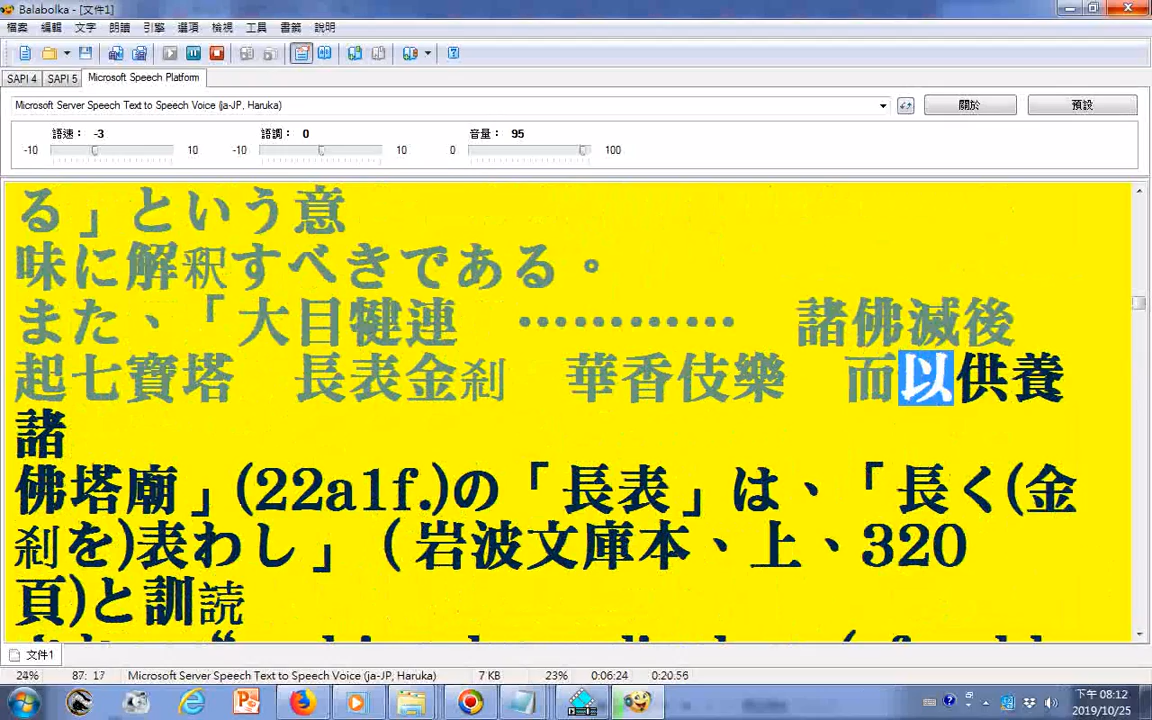 Balabolka - [文件1]
檔案 編輯 文字 朗讀 引擎 選項 檢視 工具 書籤 說明
SAPI 4 SAPI 5 Microsoft Speech Platform
Microsoft Server Speech Text to Speech Voice (ja-JP, Haruka) 關於 預設
語速： -3 語調： 0 音量： 95
-10 10 -10 10 0 100
る」という意
味に解釈すべきである。
また、「大目犍連 ………… 諸佛滅後
起七寶塔 長表金剎 華香伎樂 而以供養
諸
佛塔廟」(22a1f.)の「長表」は、「長く(金
剎を)表わし」（岩波文庫本、上、320
頁)と訓読
文件1
24% 87: 17 Microsoft Server Speech Text to Speech Voice (ja-JP, Haruka) 7 KB 23% 0:06:24 0:20.56
下午 08:12
2019/10/25